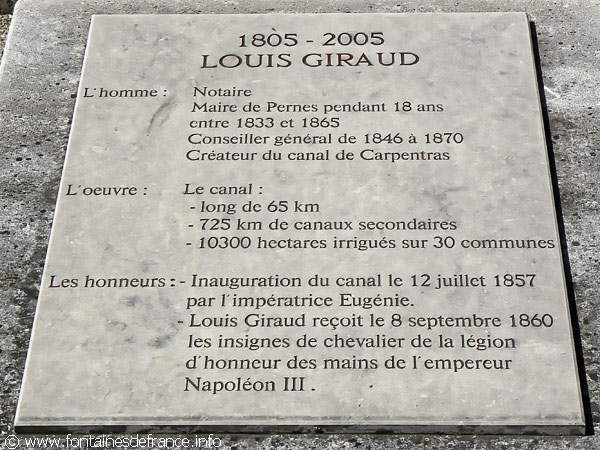 1805 - 2005
LOUIS GIRAUD
L'homme : Notaire
Maire de Pernes pendant 18 ans
entre 1833 et 1865
Conseiller général de 1846 à 1870
Créateur du canal de Carpentras
L'oeuvre : Le canal :
- long de 65 km
- 725 km de canaux secondaires
- 10300 hectares irrigués sur 30 communes
Les honneurs : - Inauguration du canal le 12 juillet 1857
par l'impératrice Eugénie.
- Louis Giraud reçoit le 8 septembre 1860
les insignes de chevalier de la légion
d'honneur des mains de l'empereur
Napoléon III .
© www.fontainesdefrance.info